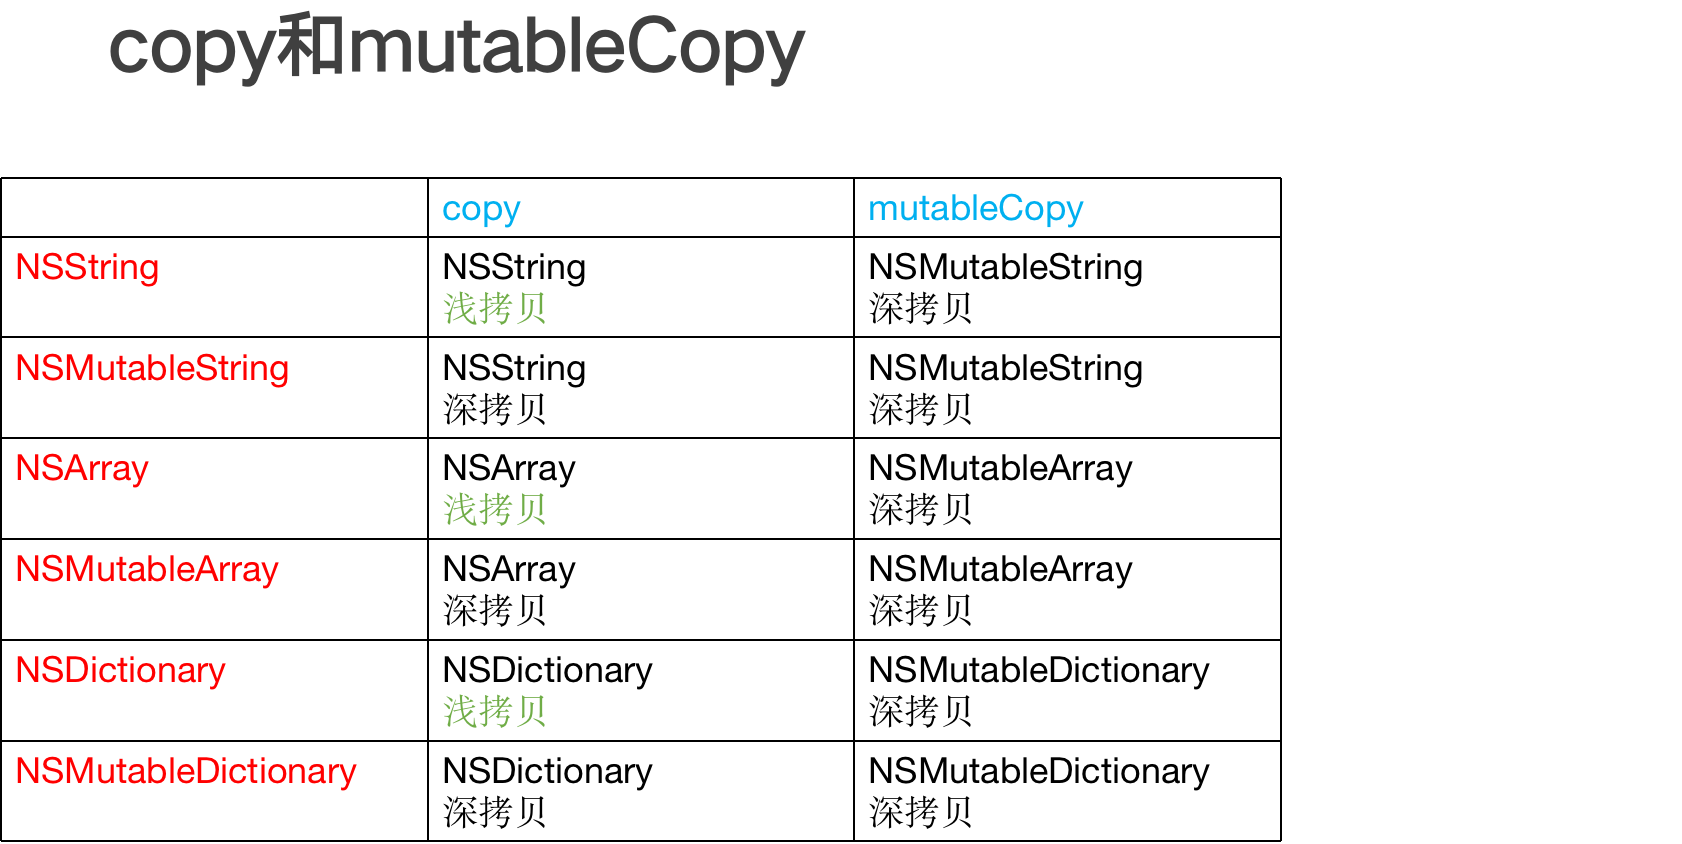 copy和mutableCopy
copy mutableCopy
NSString NSString NSMutableString
浅拷贝 深拷贝
NSMutableString NSString NSMutableString
深拷贝 深拷贝
NSArray NSArray NSMutableArray
浅拷贝 深拷贝
NSMutableArray NSArray NSMutableArray
深拷贝 深拷贝
NSDictionary NSDictionary NSMutableDictionary
浅拷贝 深拷贝
NSMutableDictionary NSDictionary NSMutableDictionary
深拷贝 深拷贝